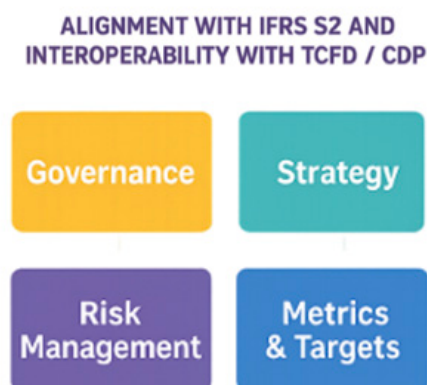 ALIGNMENT WITH IFRS S2 AND
INTEROPERABILITY WITH TCFD / CDP
Governance
Strategy
Risk
Management
Metrics
& Targets